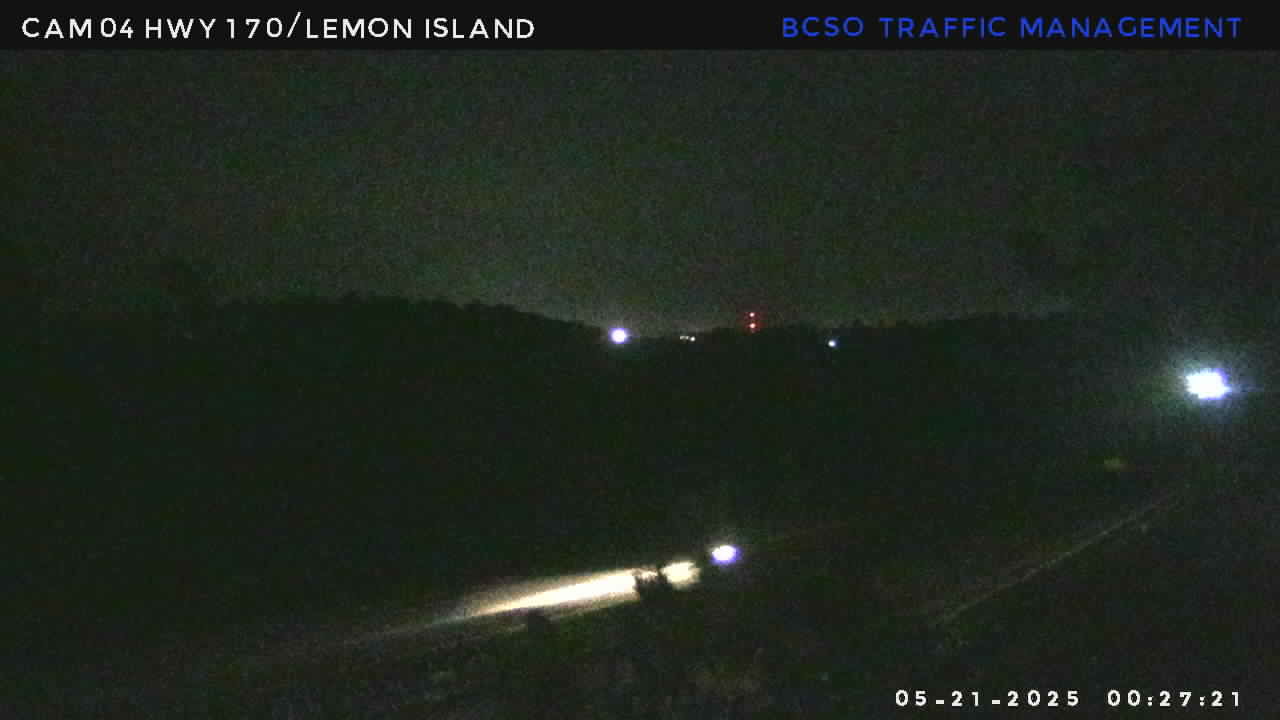 CAM04 HWY 170/LEMON ISLAND
BCSO TRAFFIC MANAGEMENT
05-21-2025 00:27:21